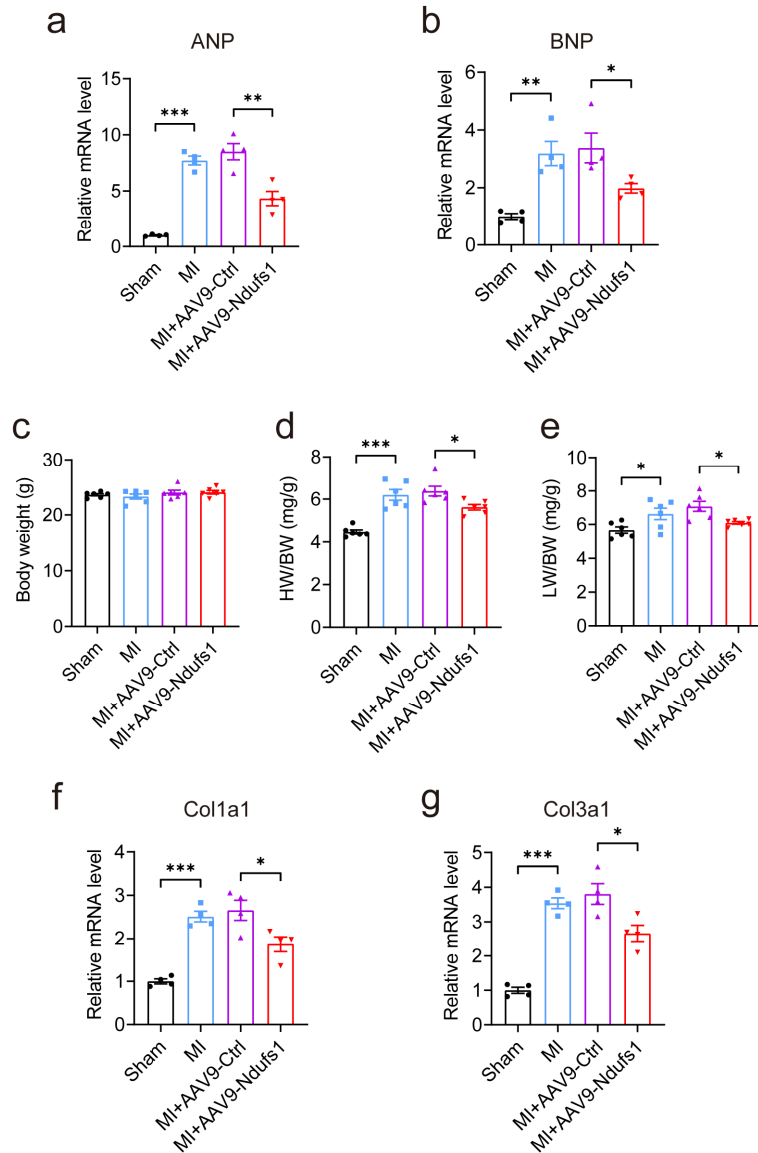 a
ANP
Relative mRNA level
15
10
5
0
***
**
Sham
MI
MI+AAV9-Ctrl
MI+AAV9-Ndufs1
b
BNP
Relative mRNA level
6
4
2
0
**
*
Sham
MI
MI+AAV9-Ctrl
MI+AAV9-Ndufs1
c
Body weight (g)
30
20
10
0
Sham
MI
MI+AAV9-Ctrl
MI+AAV9-Ndufs1
d
HW/BW (mg/g)
8
6
4
2
0
***
*
Sham
MI
MI+AAV9-Ctrl
MI+AAV9-Ndufs1
e
LW/BW (mg/g)
10
8
6
4
2
0
*
*
Sham
MI
MI+AAV9-Ctrl
MI+AAV9-Ndufs1
f
Col1a1
Relative mRNA level
4
3
2
1
0
***
*
Sham
MI
MI+AAV9-Ctrl
MI+AAV9-Ndufs1
g
Col3a1
Relative mRNA level
5
4
3
2
1
0
***
*
Sham
MI
MI+AAV9-Ctrl
MI+AAV9-Ndufs1